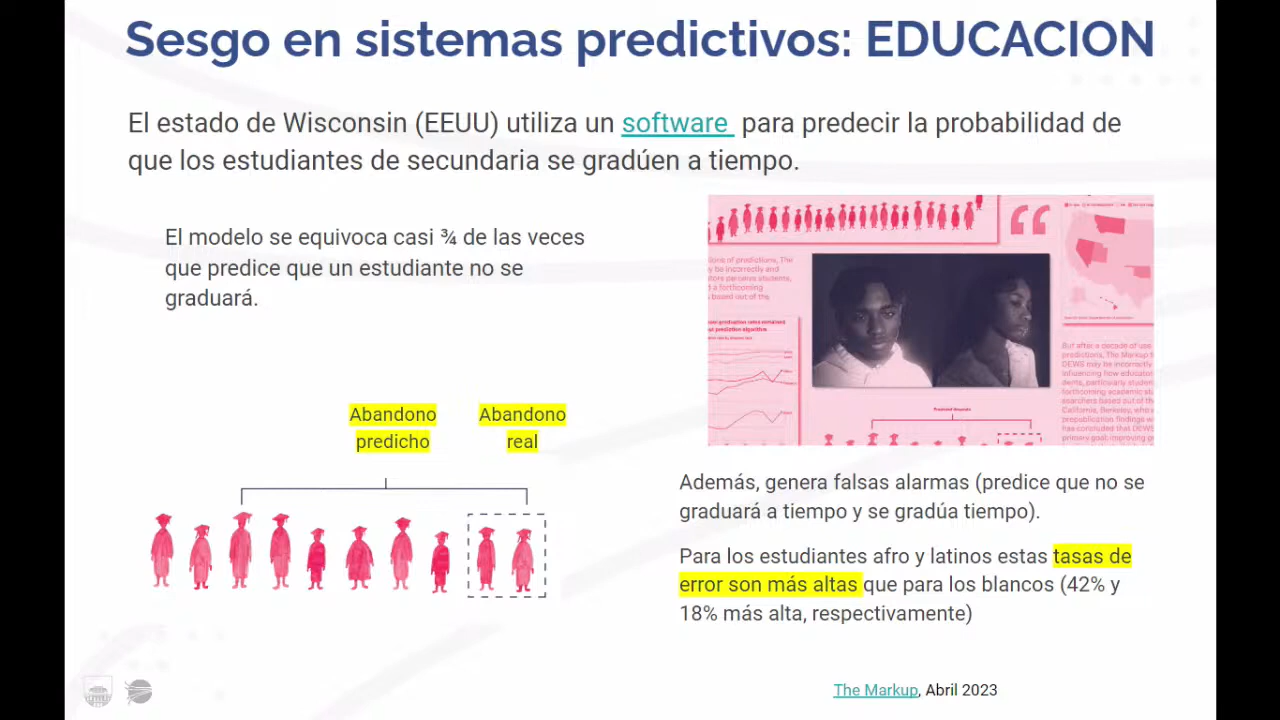 Sesgo en sistemas predictivos: EDUCACION
El estado de Wisconsin (EEUU) utiliza un software para predecir la probabilidad de
que los estudiantes de secundaria se gradúen a tiempo.
El modelo se equivoca casi ¾ de las veces
que predice que un estudiante no se
graduará.
Abandono
predicho
Abandono
real
Además, genera falsas alarmas (predice que no se
graduará a tiempo y se gradúa tiempo).
Para los estudiantes afro y latinos estas tasas de
error son más altas que para los blancos (42% y
18% más alta, respectivamente)
The Markup, Abril 2023